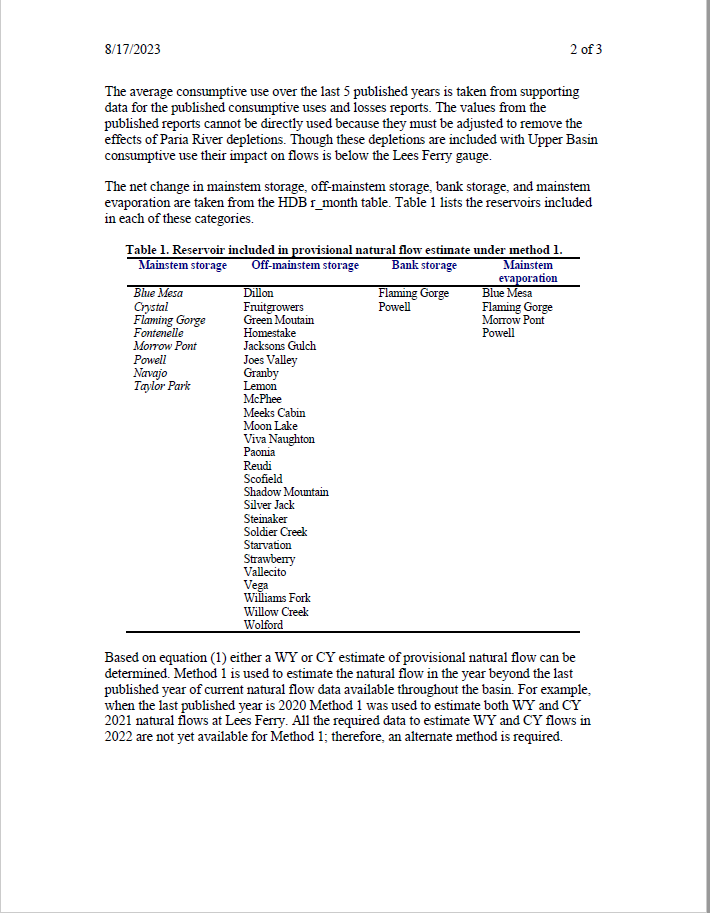 8/17/2023 2 of 3
The average consumptive use over the last 5 published years is taken from supporting
data for the published consumptive uses and losses reports. The values from the
published reports cannot be directly used because they must be adjusted to remove the
effects of Paria River depletions. Though these depletions are included with Upper Basin
consumptive use their impact on flows is below the Lees Ferry gauge.
The net change in mainstem storage, off-mainstem storage, bank storage, and mainstem
evaporation are taken from the HDB r_month table. Table 1 lists the reservoirs included
in each of these categories.
Table 1. Reservoir included in provisional natural flow estimate under method 1.
Mainstem storage Off-mainstem storage Bank storage Mainstem
evaporation
Blue Mesa Dillon Flaming Gorge Blue Mesa
Crystal Fruitgrowers Powell Flaming Gorge
Flaming Gorge Green Moutain Morrow Pont
Fontenelle Homestake Powell
Morrow Pont Jacksons Gulch
Powell Joes Valley
Navajo Granby
Taylor Park Lemon
McPhee
Meeks Cabin
Moon Lake
Viva Naughton
Paonia
Reudi
Scofield
Shadow Mountain
Silver Jack
Steinaker
Soldier Creek
Starvation
Strawberry
Vallecito
Vega
Williams Fork
Willow Creek
Wolford
Based on equation (1) either a WY or CY estimate of provisional natural flow can be
determined. Method 1 is used to estimate the natural flow in the year beyond the last
published year of current natural flow data available throughout the basin. For example,
when the last published year is 2020 Method 1 was used to estimate both WY and CY
2021 natural flows at Lees Ferry. All the required data to estimate WY and CY flows in
2022 are not yet available for Method 1; therefore, an alternate method is required.